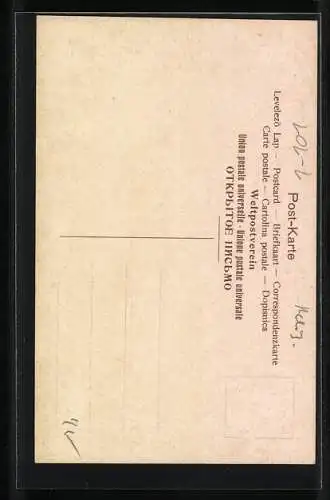 Post-Karte
Levelező Lap — Postcard — Briefkaart — Correspondenzkarte
Carte postale — Cartolina postale — Dopisnica
Weltpostverein
Union postale universelle - Unione postale universale
ОТКРЫТОЕ ПИСЬМО